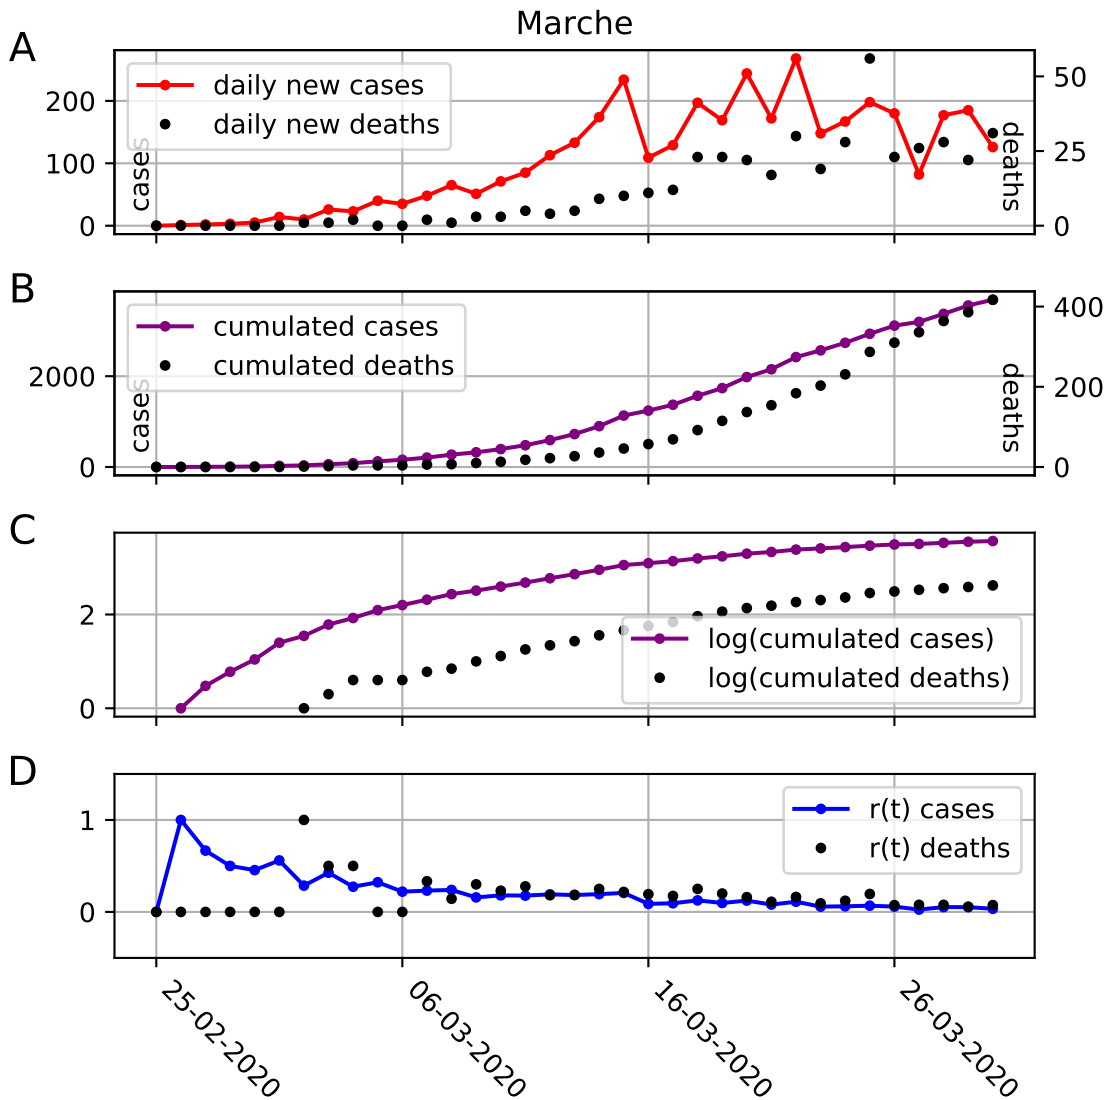 Marche
A
daily new cases
daily new deaths
200
100
0
cases
50
25
0
deaths
B
cumulated cases
cumulated deaths
2000
0
cases
400
200
0
deaths
C
2
0
log(cumulated cases)
log(cumulated deaths)
D
1
0
r(t) cases
r(t) deaths
25-02-2020
06-03-2020
16-03-2020
26-03-2020